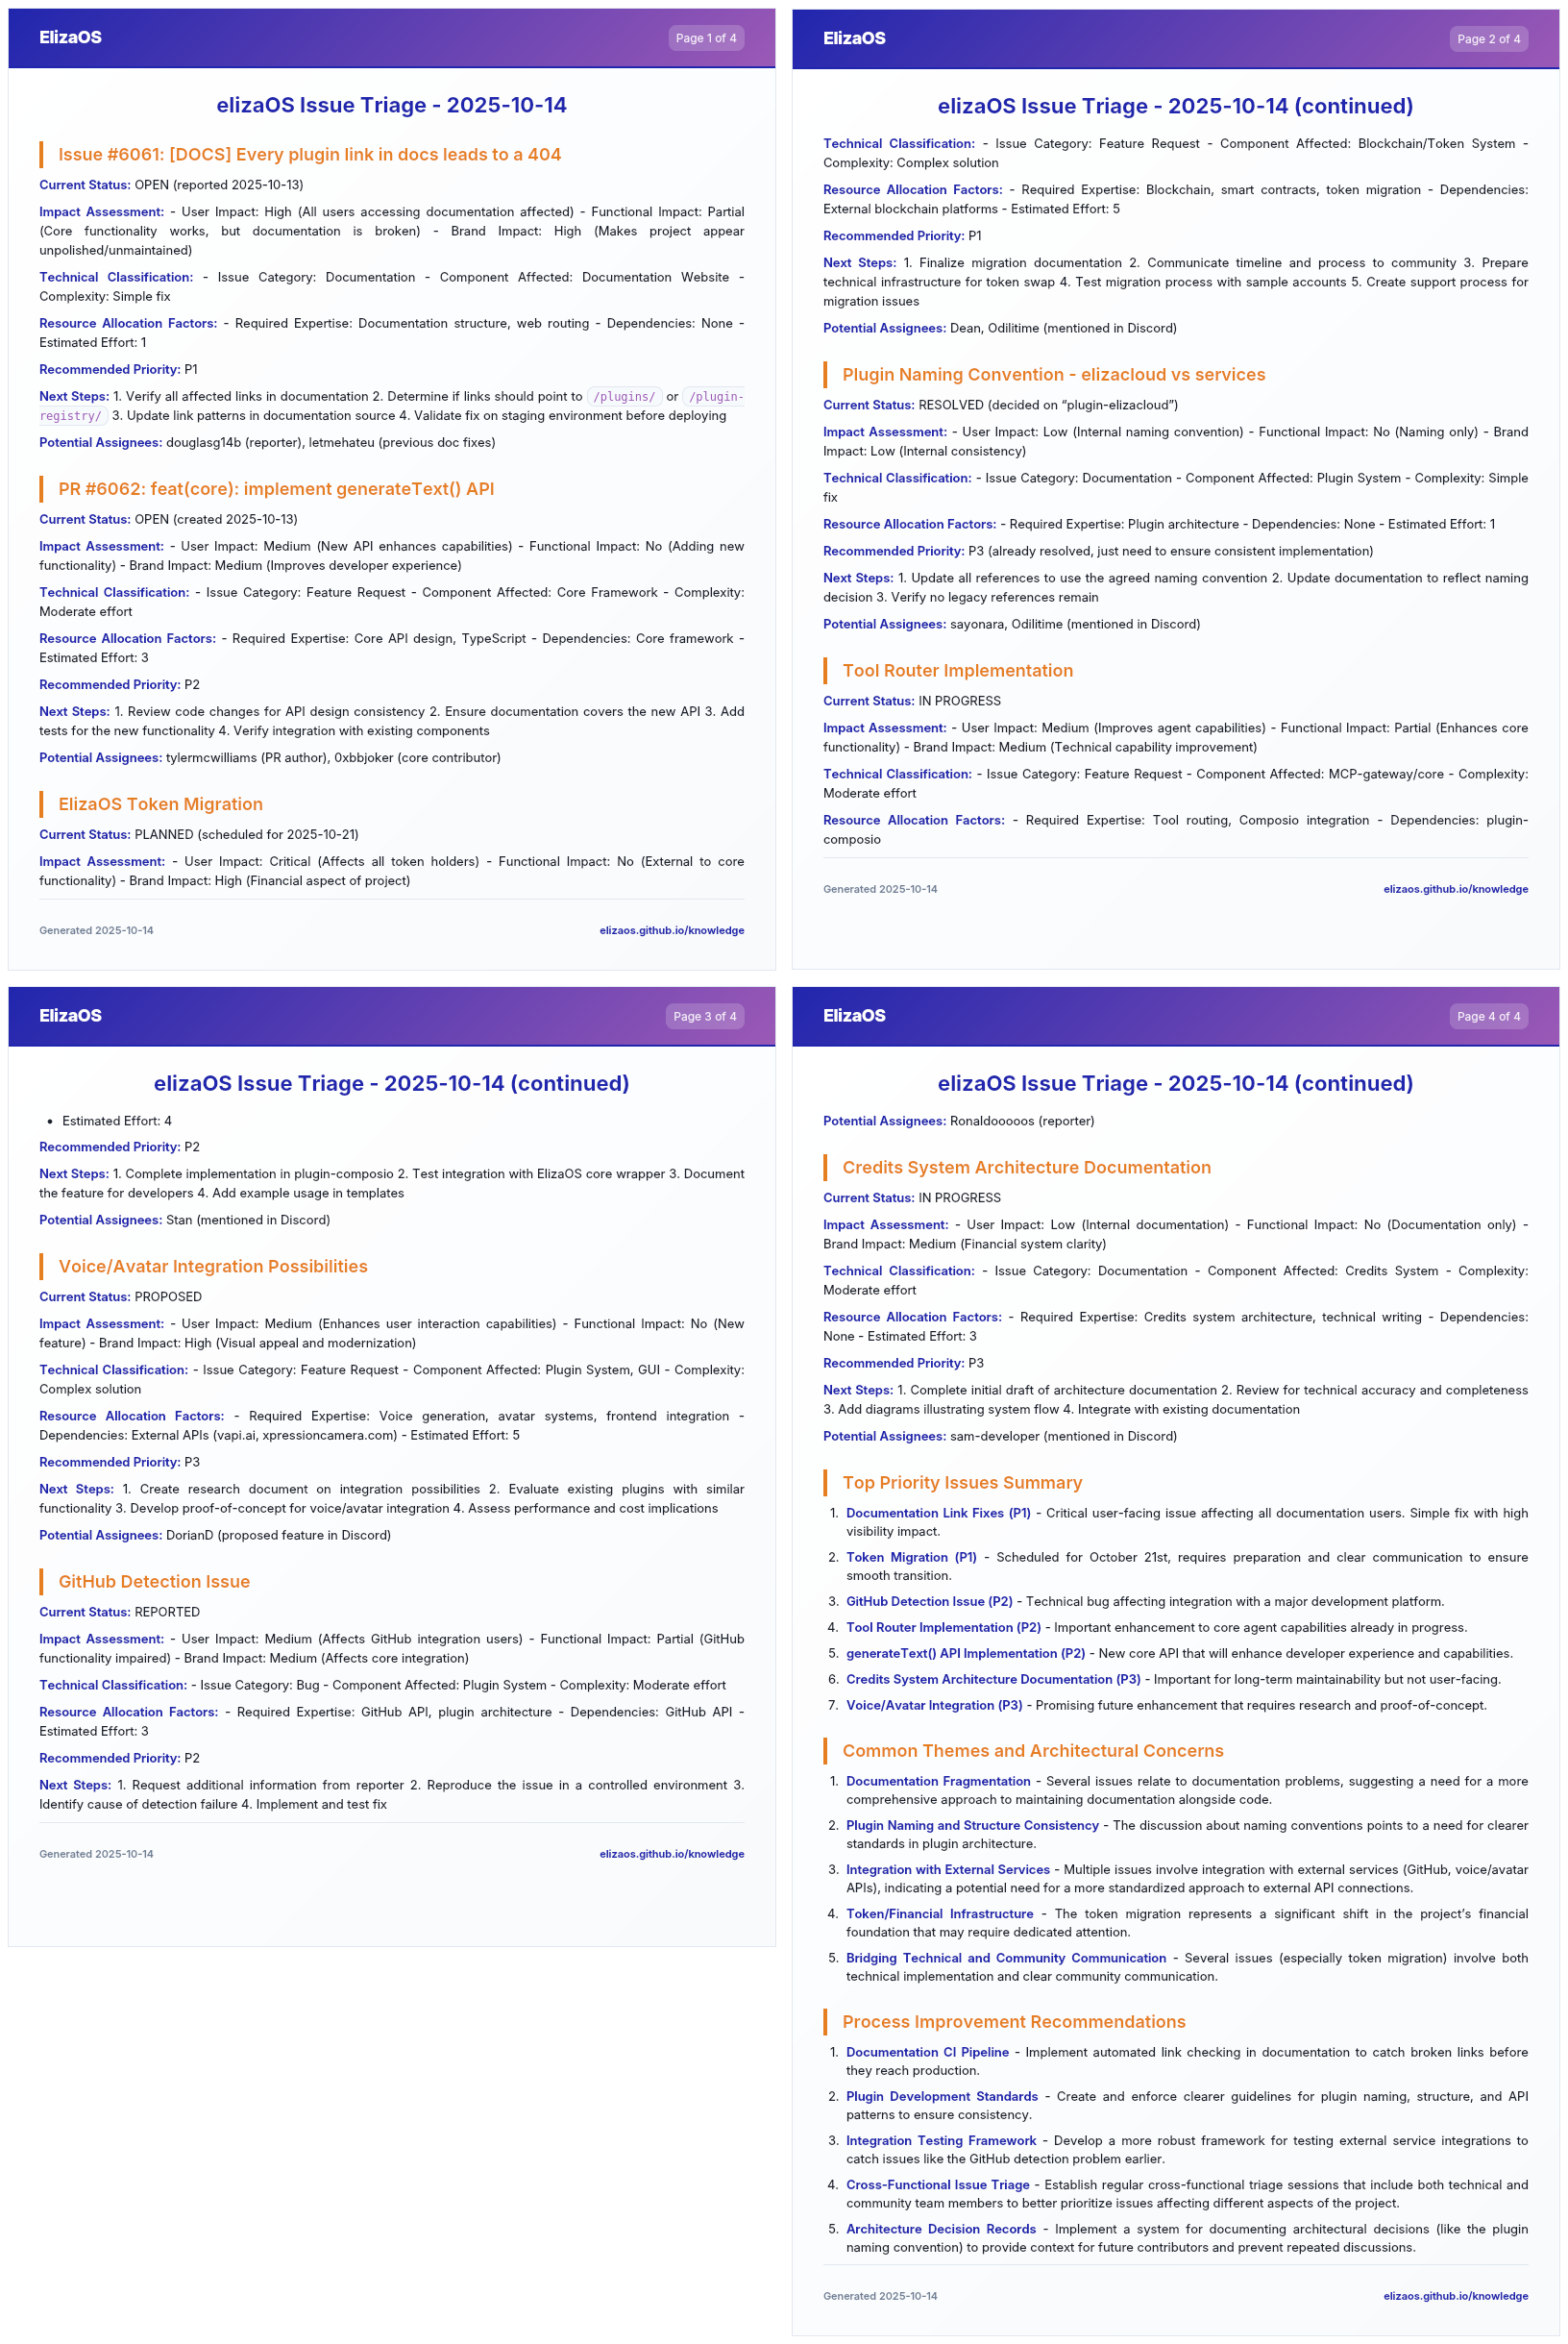 ElizaOS
Page 1 of 4
elizaOS Issue Triage - 2025-10-14
Issue #6061: [DOCS] Every plugin link in docs leads to a 404
Current Status: OPEN (reported 2025-10-13)
Impact Assessment: - User Impact: High (All users accessing documentation affected) - Functional Impact: Partial
(Core functionality works, but documentation is broken) - Brand Impact: High (Makes project appear
unpolished/unmaintained)
Technical Classification: - Issue Category: Documentation - Component Affected: Documentation Website -
Complexity: Simple fix
Resource Allocation Factors: - Required Expertise: Documentation structure, web routing - Dependencies: None -
Estimated Effort: 1
Recommended Priority: P1
Next Steps: 1. Verify all affected links in documentation 2. Determine if links should point to /plugins/ or /plugin-
registry/ 3. Update link patterns in documentation source 4. Validate fix on staging environment before deploying
Potential Assignees: douglasg14b (reporter), letmehateu (previous doc fixes)
PR #6062: feat(core): implement generateText() API
Current Status: OPEN (created 2025-10-13)
Impact Assessment: - User Impact: Medium (New API enhances capabilities) - Functional Impact: No (Adding new
functionality) - Brand Impact: Medium (Improves developer experience)
Technical Classification: - Issue Category: Feature Request - Component Affected: Core Framework - Complexity:
Moderate effort
Resource Allocation Factors: - Required Expertise: Core API design, TypeScript - Dependencies: Core framework -
Estimated Effort: 3
Recommended Priority: P2
Next Steps: 1. Review code changes for API design consistency 2. Ensure documentation covers the new API 3. Add
tests for the new functionality 4. Verify integration with existing components
Potential Assignees: tylermcwilliams (PR author), 0xbbjoker (core contributor)
ElizaOS Token Migration
Current Status: PLANNED (scheduled for 2025-10-21)
Impact Assessment: - User Impact: Critical (Affects all token holders) - Functional Impact: No (External to core
functionality) - Brand Impact: High (Financial aspect of project)
Generated 2025-10-14
elizaos.github.io/knowledge
ElizaOS
Page 2 of 4
elizaOS Issue Triage - 2025-10-14 (continued)
Technical Classification: - Issue Category: Feature Request - Component Affected: Blockchain/Token System -
Complexity: Complex solution
Resource Allocation Factors: - Required Expertise: Blockchain, smart contracts, token migration - Dependencies:
External blockchain platforms - Estimated Effort: 5
Recommended Priority: P1
Next Steps: 1. Finalize migration documentation 2. Communicate timeline and process to community 3. Prepare
technical infrastructure for token swap 4. Test migration process with sample accounts 5. Create support process for
migration issues
Potential Assignees: Dean, Odilitime (mentioned in Discord)
Plugin Naming Convention - elizacloud vs services
Current Status: RESOLVED (decided on “plugin-elizacloud”)
Impact Assessment: - User Impact: Low (Internal naming convention) - Functional Impact: No (Naming only) - Brand
Impact: Low (Internal consistency)
Technical Classification: - Issue Category: Documentation - Component Affected: Plugin System - Complexity: Simple
fix
Resource Allocation Factors: - Required Expertise: Plugin architecture - Dependencies: None - Estimated Effort: 1
Recommended Priority: P3 (already resolved, just need to ensure consistent implementation)
Next Steps: 1. Update all references to use the agreed naming convention 2. Update documentation to reflect naming
decision 3. Verify no legacy references remain
Potential Assignees: sayonara, Odilitime (mentioned in Discord)
Tool Router Implementation
Current Status: IN PROGRESS
Impact Assessment: - User Impact: Medium (Improves agent capabilities) - Functional Impact: Partial (Enhances core
functionality) - Brand Impact: Medium (Technical capability improvement)
Technical Classification: - Issue Category: Feature Request - Component Affected: MCP-gateway/core - Complexity:
Moderate effort
Resource Allocation Factors: - Required Expertise: Tool routing, Composio integration - Dependencies: plugin-
composio
Generated 2025-10-14
elizaos.github.io/knowledge
ElizaOS
Page 3 of 4
elizaOS Issue Triage - 2025-10-14 (continued)
• Estimated Effort: 4
Recommended Priority: P2
Next Steps: 1. Complete implementation in plugin-composio 2. Test integration with ElizaOS core wrapper 3. Document
the feature for developers 4. Add example usage in templates
Potential Assignees: Stan (mentioned in Discord)
Voice/Avatar Integration Possibilities
Current Status: PROPOSED
Impact Assessment: - User Impact: Medium (Enhances user interaction capabilities) - Functional Impact: No (New
feature) - Brand Impact: High (Visual appeal and modernization)
Technical Classification: - Issue Category: Feature Request - Component Affected: Plugin System, GUI - Complexity:
Complex solution
Resource Allocation Factors: - Required Expertise: Voice generation, avatar systems, frontend integration -
Dependencies: External APIs (vapi.ai, xpressioncamera.com) - Estimated Effort: 5
Recommended Priority: P3
Next Steps: 1. Create research document on integration possibilities 2. Evaluate existing plugins with similar
functionality 3. Develop proof-of-concept for voice/avatar integration 4. Assess performance and cost implications
Potential Assignees: DorianD (proposed feature in Discord)
GitHub Detection Issue
Current Status: REPORTED
Impact Assessment: - User Impact: Medium (Affects GitHub integration users) - Functional Impact: Partial (GitHub
functionality impaired) - Brand Impact: Medium (Affects core integration)
Technical Classification: - Issue Category: Bug - Component Affected: Plugin System - Complexity: Moderate effort
Resource Allocation Factors: - Required Expertise: GitHub API, plugin architecture - Dependencies: GitHub API -
Estimated Effort: 3
Recommended Priority: P2
Next Steps: 1. Request additional information from reporter 2. Reproduce the issue in a controlled environment 3.
Identify cause of detection failure 4. Implement and test fix
Generated 2025-10-14
elizaos.github.io/knowledge
ElizaOS
Page 4 of 4
elizaOS Issue Triage - 2025-10-14 (continued)
Potential Assignees: Ronaldooooos (reporter)
Credits System Architecture Documentation
Current Status: IN PROGRESS
Impact Assessment: - User Impact: Low (Internal documentation) - Functional Impact: No (Documentation only) -
Brand Impact: Medium (Financial system clarity)
Technical Classification: - Issue Category: Documentation - Component Affected: Credits System - Complexity:
Moderate effort
Resource Allocation Factors: - Required Expertise: Credits system architecture, technical writing - Dependencies:
None - Estimated Effort: 3
Recommended Priority: P3
Next Steps: 1. Complete initial draft of architecture documentation 2. Review for technical accuracy and completeness
3. Add diagrams illustrating system flow 4. Integrate with existing documentation
Potential Assignees: sam-developer (mentioned in Discord)
Top Priority Issues Summary
1. Documentation Link Fixes (P1) - Critical user-facing issue affecting all documentation users. Simple fix with high
visibility impact.
2. Token Migration (P1) - Scheduled for October 21st, requires preparation and clear communication to ensure
smooth transition.
3. GitHub Detection Issue (P2) - Technical bug affecting integration with a major development platform.
4. Tool Router Implementation (P2) - Important enhancement to core agent capabilities already in progress.
5. generateText() API Implementation (P2) - New core API that will enhance developer experience and capabilities.
6. Credits System Architecture Documentation (P3) - Important for long-term maintainability but not user-facing.
7. Voice/Avatar Integration (P3) - Promising future enhancement that requires research and proof-of-concept.
Common Themes and Architectural Concerns
1. Documentation Fragmentation - Several issues relate to documentation problems, suggesting a need for a more
comprehensive approach to maintaining documentation alongside code.
2. Plugin Naming and Structure Consistency - The discussion about naming conventions points to a need for clearer
standards in plugin architecture.
3. Integration with External Services - Multiple issues involve integration with external services (GitHub, voice/avatar
APIs), indicating a potential need for a more standardized approach to external API connections.
4. Token/Financial Infrastructure - The token migration represents a significant shift in the project’s financial
foundation that may require dedicated attention.
5. Bridging Technical and Community Communication - Several issues (especially token migration) involve both
technical implementation and clear community communication.
Process Improvement Recommendations
1. Documentation CI Pipeline - Implement automated link checking in documentation to catch broken links before
they reach production.
2. Plugin Development Standards - Create and enforce clearer guidelines for plugin naming, structure, and API
patterns to ensure consistency.
3. Integration Testing Framework - Develop a more robust framework for testing external service integrations to
catch issues like the GitHub detection problem earlier.
4. Cross-Functional Issue Triage - Establish regular cross-functional triage sessions that include both technical and
community team members to better prioritize issues affecting different aspects of the project.
5. Architecture Decision Records - Implement a system for documenting architectural decisions (like the plugin
naming convention) to provide context for future contributors and prevent repeated discussions.
Generated 2025-10-14
elizaos.github.io/knowledge